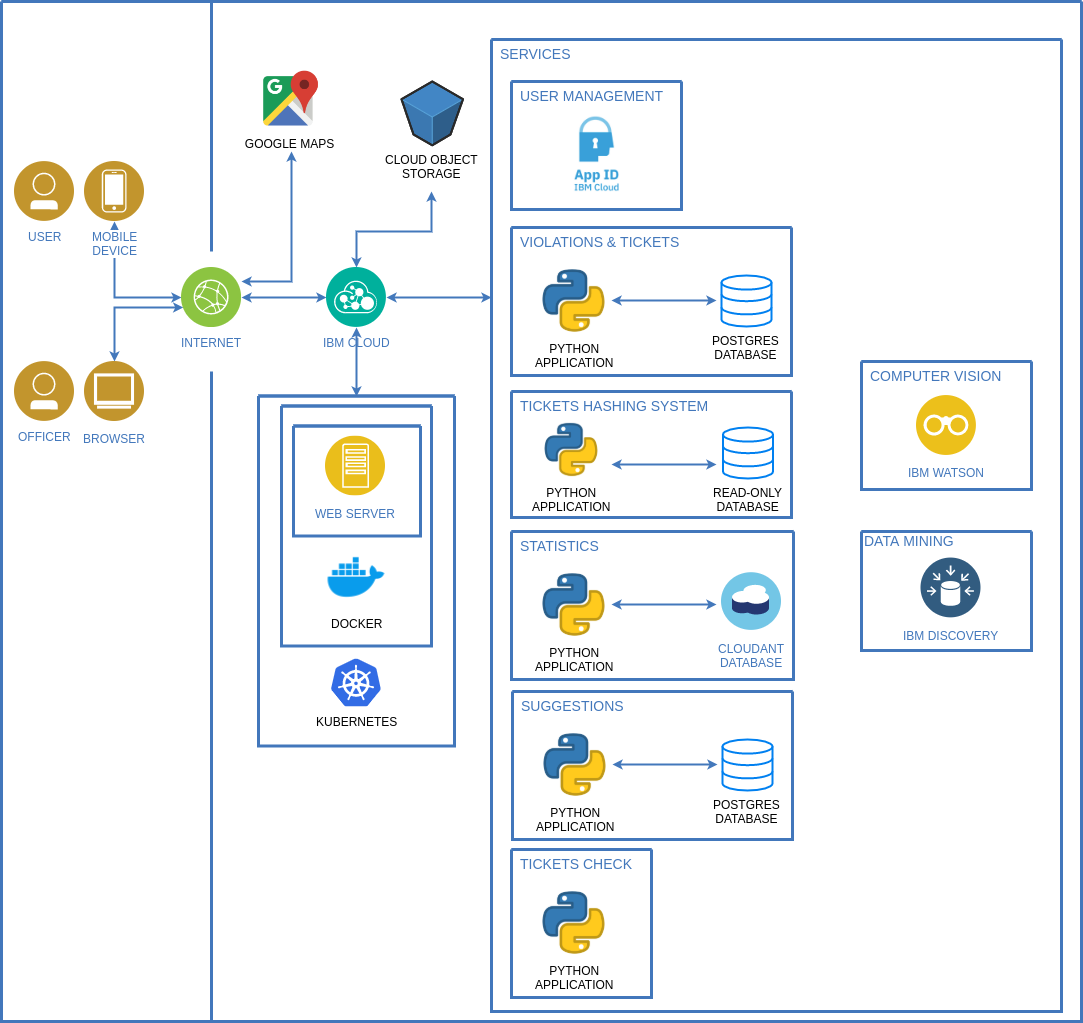 USER
MOBILE
DEVICE
OFFICER
BROWSER
INTERNET
G
GOOGLE MAPS
CLOUD OBJECT
STORAGE
IBM CLOUD
WEB SERVER
DOCKER
KUBERNETES
SERVICES
USER MANAGEMENT
App ID
IBM Cloud
VIOLATIONS & TICKETS
PYTHON
APPLICATION
POSTGRES
DATABASE
TICKETS HASHING SYSTEM
PYTHON
APPLICATION
READ-ONLY
DATABASE
STATISTICS
PYTHON
APPLICATION
CLOUDANT
DATABASE
SUGGESTIONS
PYTHON
APPLICATION
POSTGRES
DATABASE
TICKETS CHECK
PYTHON
APPLICATION
COMPUTER VISION
IBM WATSON
DATA MINING
IBM DISCOVERY